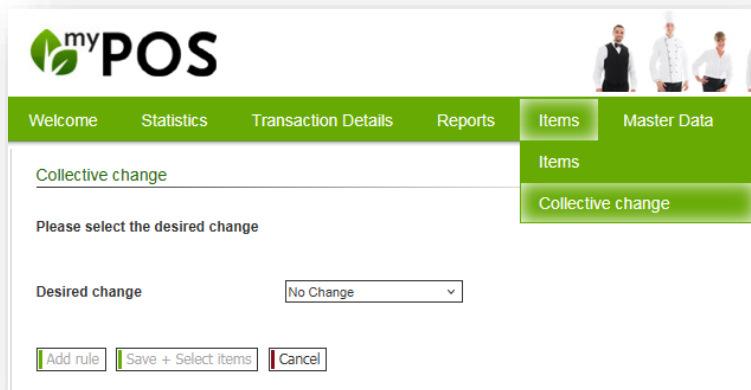 myPOS
Welcome Statistics Transaction Details Reports Items Master Data
Items
Collective change
Collective change
Please select the desired change
Desired change No Change
Add rule Save + Select items Cancel